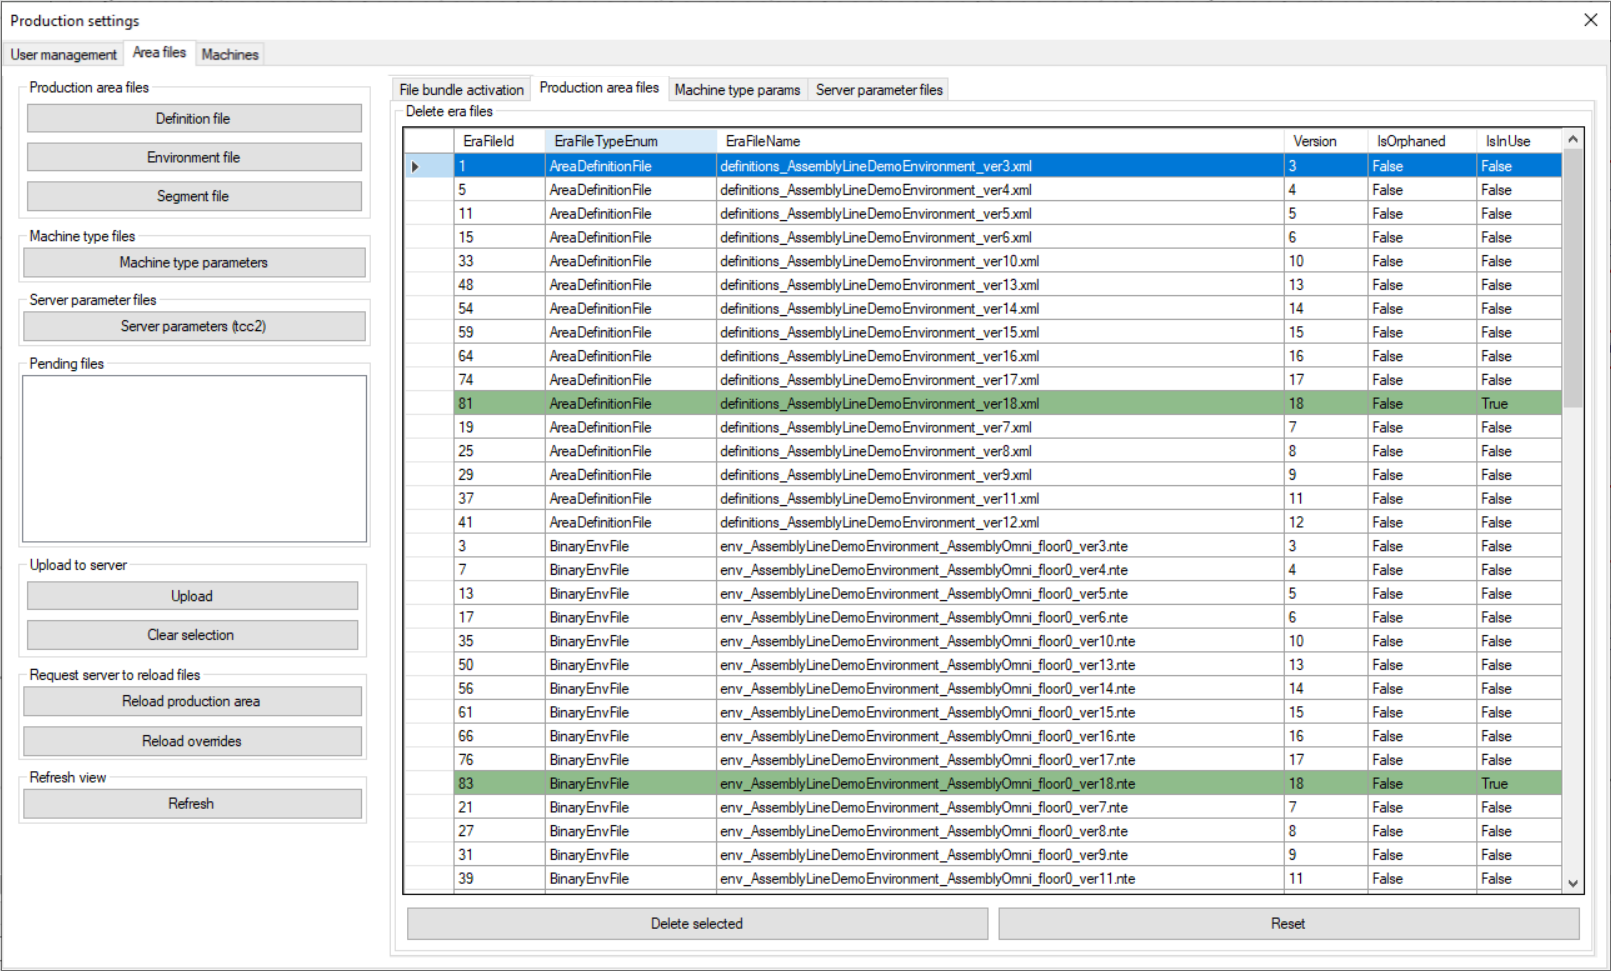 Production settings
User management Area files Machines
Production area files
Definition file
Environment file
Segment file
Machine type files
Machine type parameters
Server parameter files
Server parameters (tcc2)
Pending files
Upload to server
Upload
Clear selection
Request server to reload files
Reload production area
Reload overrides
Refresh view
Refresh
File bundle activation Production area files Machine type params Server parameter files
Delete era files
EraFileId EraFileTypeEnum EraFileName Version IsOrphaned IsInUse
1 AreaDefinitionFile definitions_AssemblyLineDemoEnvironment_ver3.xml 3 False False
5 AreaDefinitionFile definitions_AssemblyLineDemoEnvironment_ver4.xml 4 False False
11 AreaDefinitionFile definitions_AssemblyLineDemoEnvironment_ver5.xml 5 False False
15 AreaDefinitionFile definitions_AssemblyLineDemoEnvironment_ver6.xml 6 False False
33 AreaDefinitionFile definitions_AssemblyLineDemoEnvironment_ver10.xml 10 False False
48 AreaDefinitionFile definitions_AssemblyLineDemoEnvironment_ver13.xml 13 False False
54 AreaDefinitionFile definitions_AssemblyLineDemoEnvironment_ver14.xml 14 False False
59 AreaDefinitionFile definitions_AssemblyLineDemoEnvironment_ver15.xml 15 False False
64 AreaDefinitionFile definitions_AssemblyLineDemoEnvironment_ver16.xml 16 False False
74 AreaDefinitionFile definitions_AssemblyLineDemoEnvironment_ver17.xml 17 False False
81 AreaDefinitionFile definitions_AssemblyLineDemoEnvironment_ver18.xml 18 False True
19 AreaDefinitionFile definitions_AssemblyLineDemoEnvironment_ver7.xml 7 False False
25 AreaDefinitionFile definitions_AssemblyLineDemoEnvironment_ver8.xml 8 False False
29 AreaDefinitionFile definitions_AssemblyLineDemoEnvironment_ver9.xml 9 False False
37 AreaDefinitionFile definitions_AssemblyLineDemoEnvironment_ver11.xml 11 False False
41 AreaDefinitionFile definitions_AssemblyLineDemoEnvironment_ver12.xml 12 False False
3 BinaryEnvFile env_AssemblyLineDemoEnvironment_AssemblyOmni_floor0_ver3.nte 3 False False
7 BinaryEnvFile env_AssemblyLineDemoEnvironment_AssemblyOmni_floor0_ver4.nte 4 False False
13 BinaryEnvFile env_AssemblyLineDemoEnvironment_AssemblyOmni_floor0_ver5.nte 5 False False
17 BinaryEnvFile env_AssemblyLineDemoEnvironment_AssemblyOmni_floor0_ver6.nte 6 False False
35 BinaryEnvFile env_AssemblyLineDemoEnvironment_AssemblyOmni_floor0_ver10.nte 10 False False
50 BinaryEnvFile env_AssemblyLineDemoEnvironment_AssemblyOmni_floor0_ver13.nte 13 False False
56 BinaryEnvFile env_AssemblyLineDemoEnvironment_AssemblyOmni_floor0_ver14.nte 14 False False
61 BinaryEnvFile env_AssemblyLineDemoEnvironment_AssemblyOmni_floor0_ver15.nte 15 False False
66 BinaryEnvFile env_AssemblyLineDemoEnvironment_AssemblyOmni_floor0_ver16.nte 16 False False
76 BinaryEnvFile env_AssemblyLineDemoEnvironment_AssemblyOmni_floor0_ver17.nte 17 False False
83 BinaryEnvFile env_AssemblyLineDemoEnvironment_AssemblyOmni_floor0_ver18.nte 18 False True
21 BinaryEnvFile env_AssemblyLineDemoEnvironment_AssemblyOmni_floor0_ver7.nte 7 False False
27 BinaryEnvFile env_AssemblyLineDemoEnvironment_AssemblyOmni_floor0_ver8.nte 8 False False
31 BinaryEnvFile env_AssemblyLineDemoEnvironment_AssemblyOmni_floor0_ver9.nte 9 False False
39 BinaryEnvFile env_AssemblyLineDemoEnvironment_AssemblyOmni_floor0_ver11.nte 11 False False
Delete selected Reset